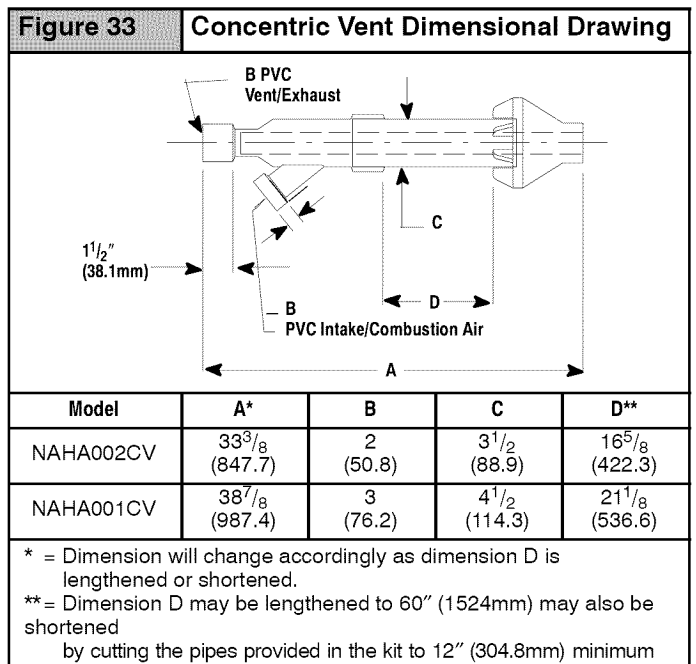 Figure 33
Concentric Vent Dimensional Drawing
B PVC
Vent/Exhaust
C
1 1/2″
(38.1mm)
D
B
PVC Intake/Combustion Air
A
Model A* B C D**
NAHA002CV 33 3/8 (847.7) 2 (50.8) 3 1/2 (88.9) 16 5/8 (422.3)
NAHA001CV 38 7/8 (987.4) 3 (76.2) 4 1/2 (114.3) 21 1/8 (536.6)
* = Dimension will change accordingly as dimension D is
lengthened or shortened.
**= Dimension D may be lengthened to 60″ (1524mm) may also be
shortened
by cutting the pipes provided in the kit to 12″ (304.8mm) minimum